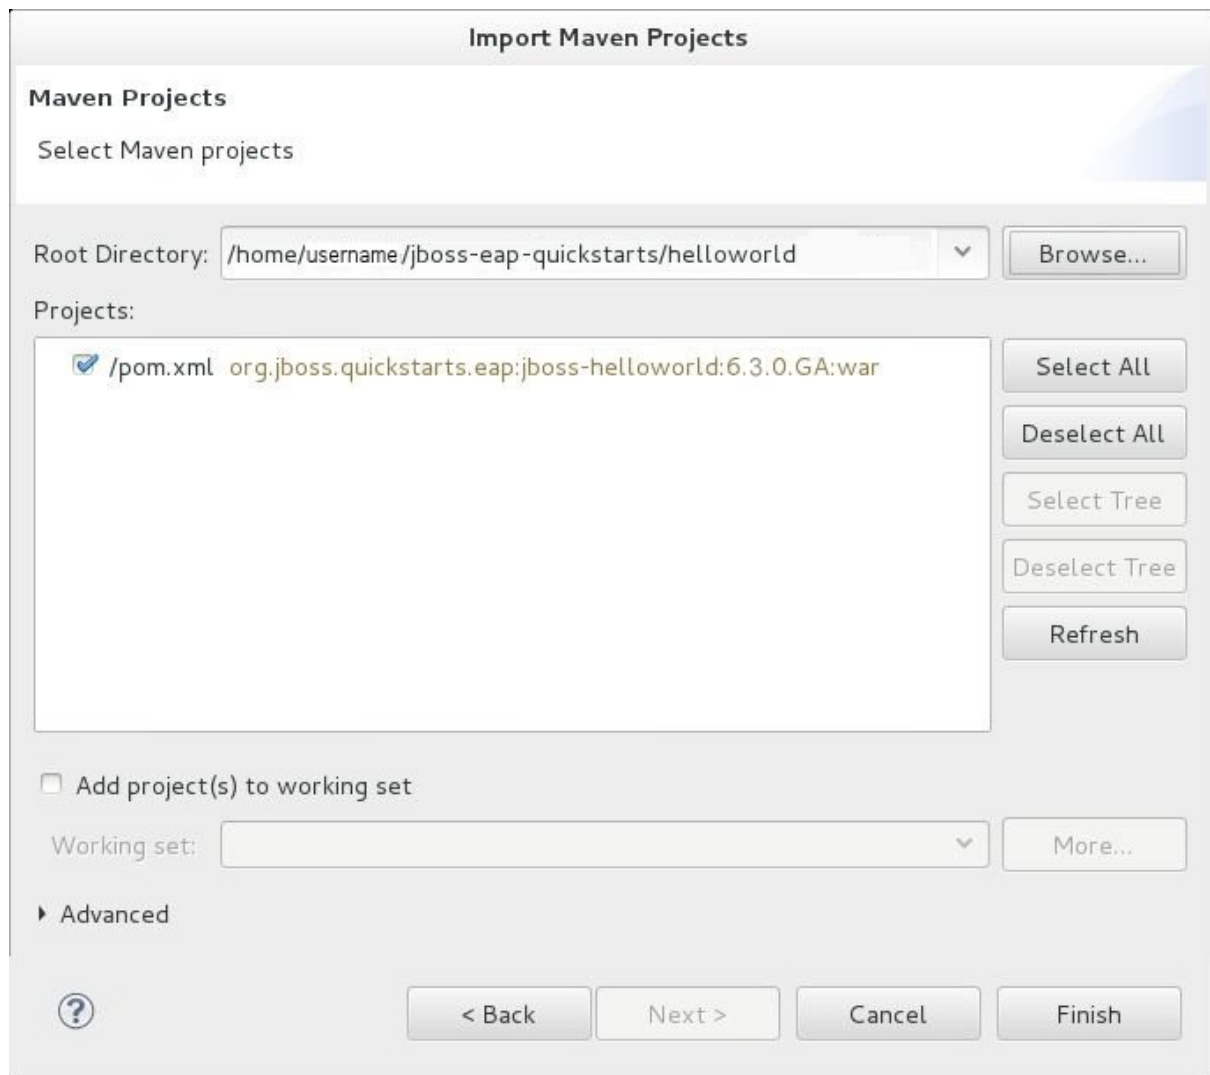 Import Maven Projects
Maven Projects
Select Maven projects
Root Directory: /home/username/jboss-eap-quickstarts/helloworld Browse...
Projects:
/pom.xml org.jboss.quickstarts.eap:jboss-helloworld:6.3.0.GA:war Select All
Deselect All
Select Tree
Deselect Tree
Refresh
Add project(s) to working set
Working set: More...
Advanced
? < Back Next > Cancel Finish